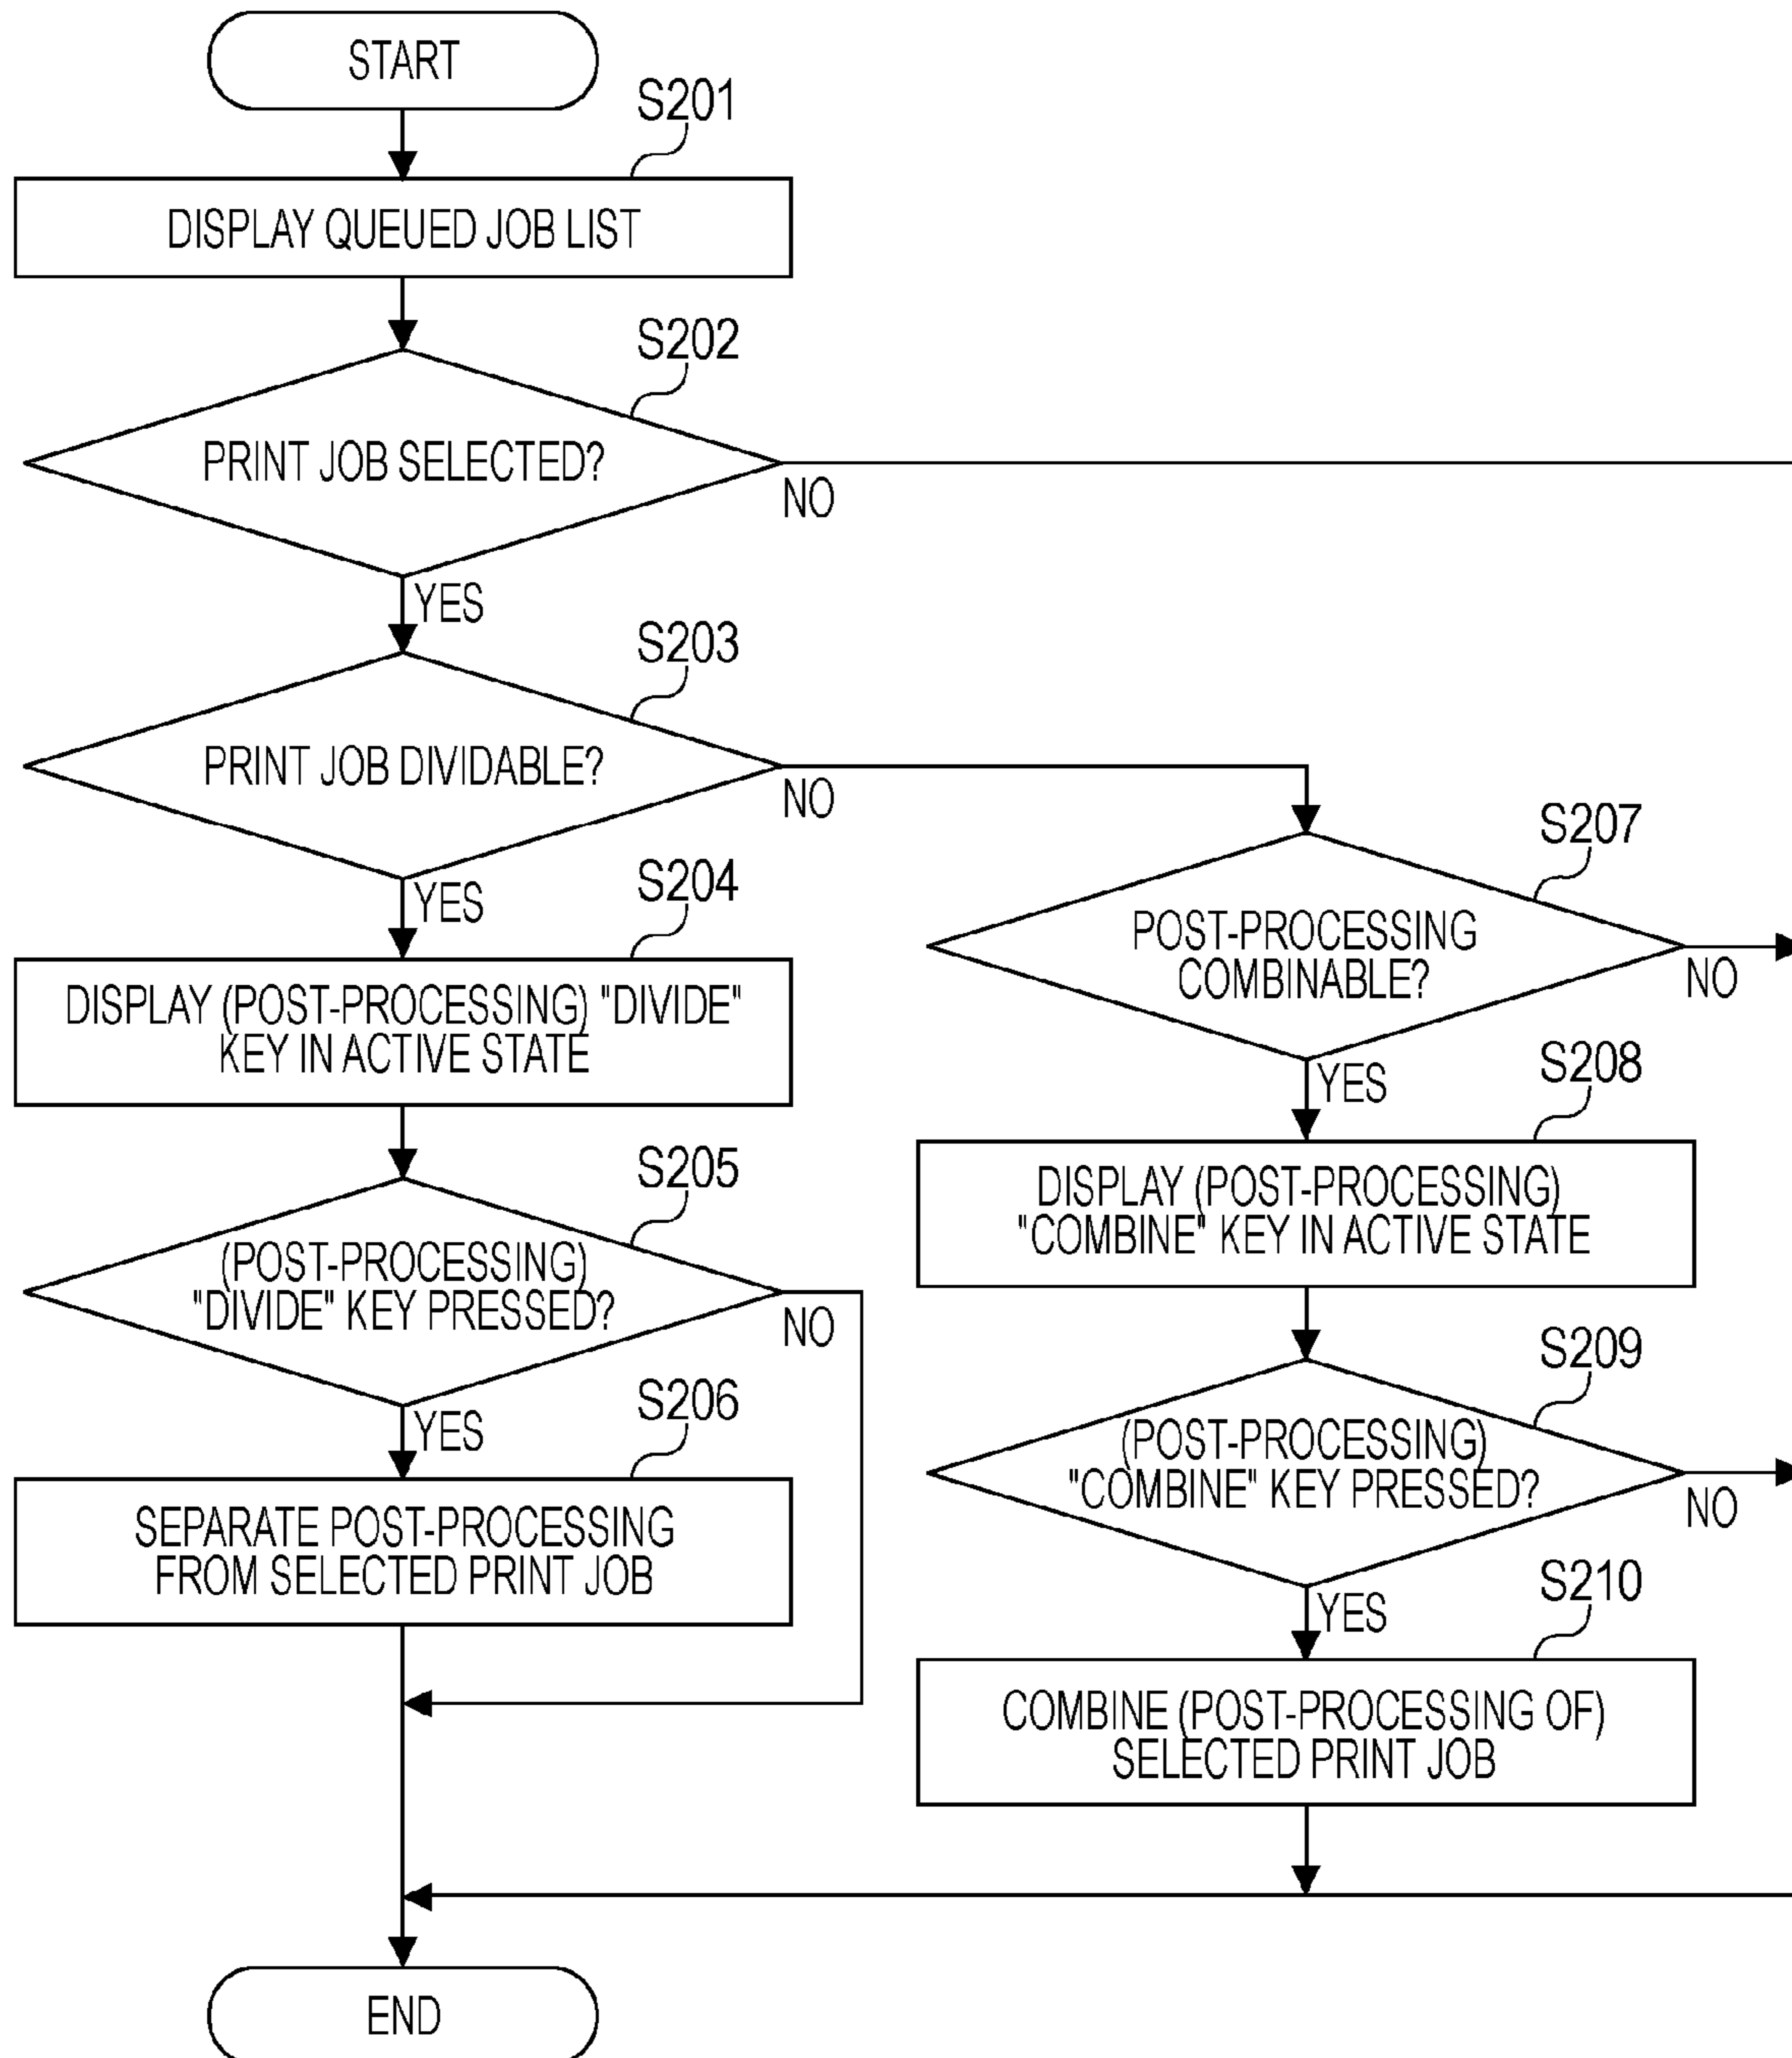 START
S201
DISPLAY QUEUED JOB LIST
S202
PRINT JOB SELECTED?
NO
YES
S203
PRINT JOB DIVIDABLE?
NO
YES
S204
DISPLAY (POST-PROCESSING) "DIVIDE"
KEY IN ACTIVE STATE
S205
(POST-PROCESSING)
"DIVIDE" KEY PRESSED?
NO
YES
S206
SEPARATE POST-PROCESSING
FROM SELECTED PRINT JOB
S207
POST-PROCESSING
COMBINABLE?
NO
YES
S208
DISPLAY (POST-PROCESSING)
"COMBINE" KEY IN ACTIVE STATE
S209
(POST-PROCESSING)
"COMBINE" KEY PRESSED?
NO
YES
S210
COMBINE (POST-PROCESSING OF)
SELECTED PRINT JOB
END